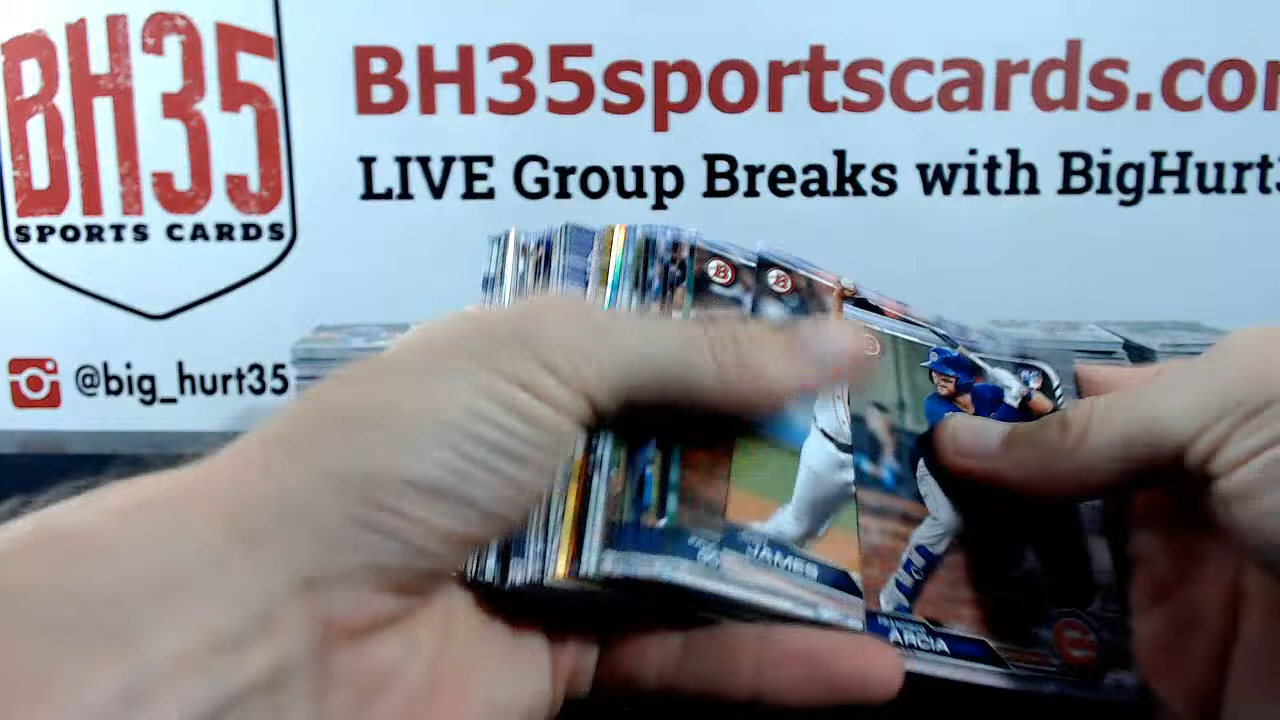 BH35
SPORTS CARDS
BH35sportscards.co
LIVE Group Breaks with BigHurt
@big_hurt35
B
B
JAMES
ARCIA